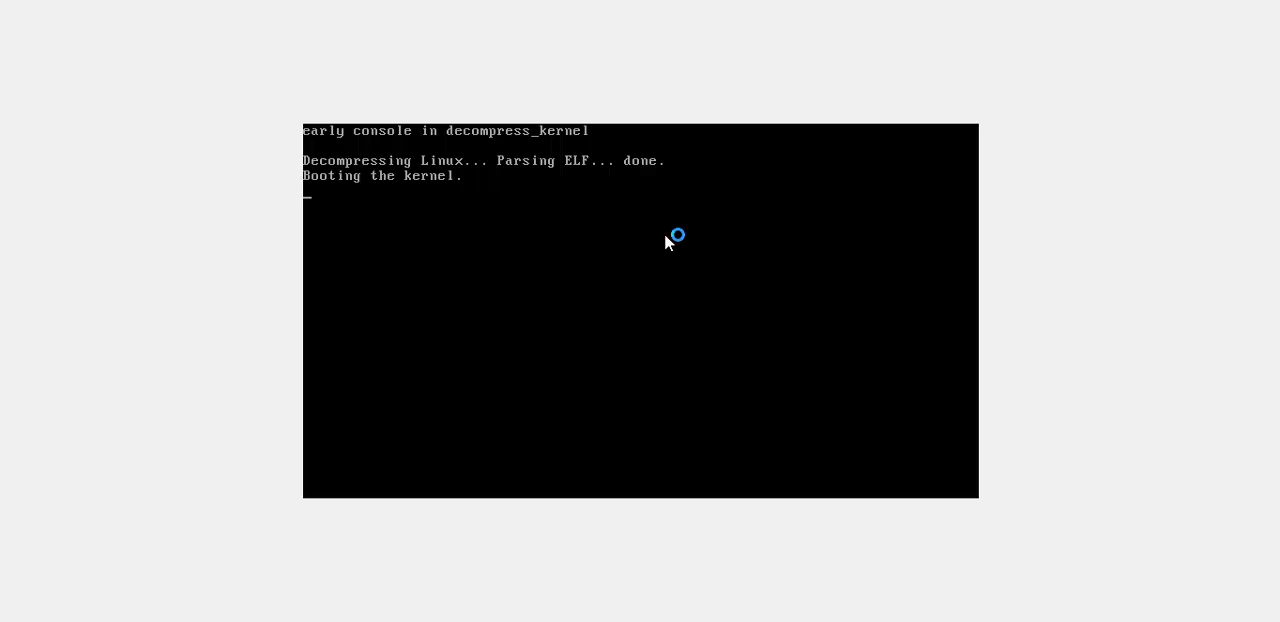 early console in decompress_kernel
Decompressing Linux... Parsing ELF... done.
Booting the kernel.